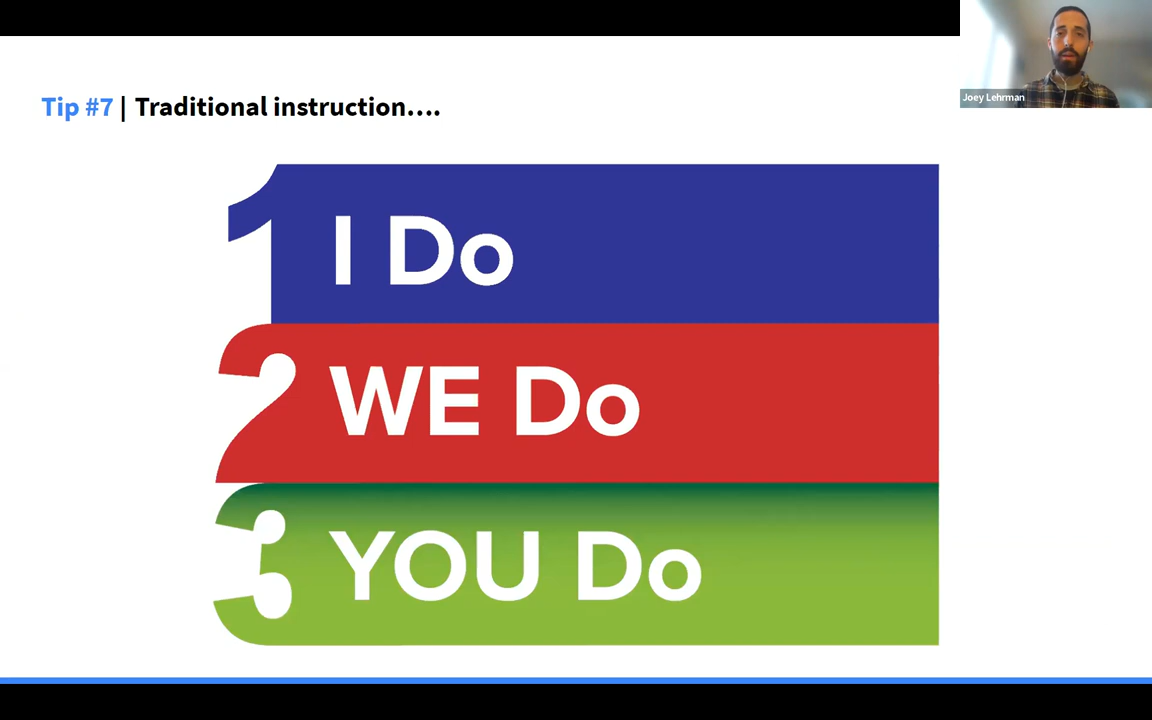 Tip #7 | Traditional instruction....
Joey Lehrman
1 I Do
2 WE Do
3 YOU Do